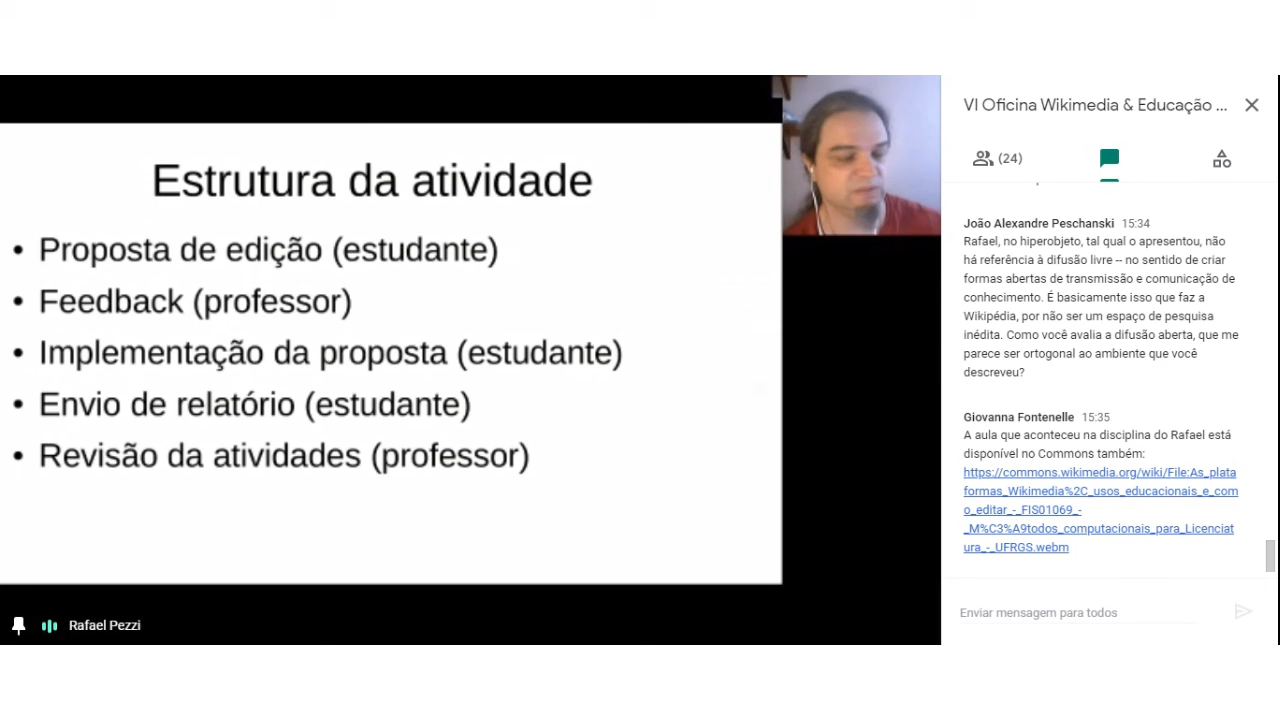 Estrutura da atividade
• Proposta de edição (estudante)
• Feedback (professor)
• Implementação da proposta (estudante)
• Envio de relatório (estudante)
• Revisão da atividades (professor)
Rafael Pezzi
VI Oficina Wikimedia & Educação ...
(24)
João Alexandre Peschanski 15:34
Rafael, no hiperobjeto, tal qual o apresentou, não
há referência à difusão livre -- no sentido de criar
formas abertas de transmissão e comunicação de
conhecimento. É basicamente isso que faz a
Wikipédia, por não ser um espaço de pesquisa
inédita. Como você avalia a difusão aberta, que me
parece ser ortogonal ao ambiente que você
descreveu?
Giovanna Fontenelle 15:35
A aula que aconteceu na disciplina do Rafael está
disponível no Commons também:
https://commons.wikimedia.org/wiki/File:As_plata
formas_Wikimedia%2C_usos_educacionais_e_com
o_editar_-_FIS01069_-
_M%C3%A9todos_computacionais_para_Licenciat
ura_-_UFRGS.webm
Enviar mensagem para todos